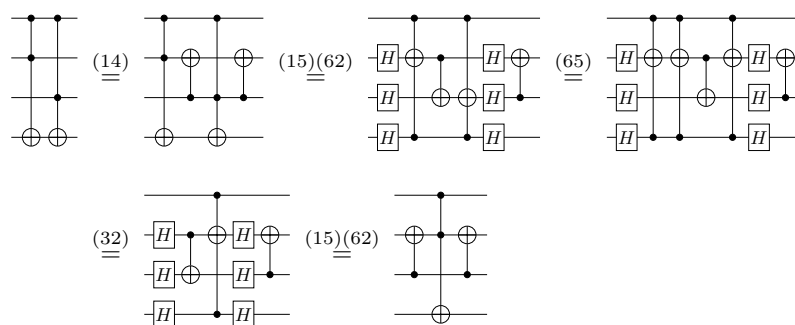 (14) = (15)(62) = H H H H H H (65) = H H H H H H
(32) = H H H H H H (15)(62) =